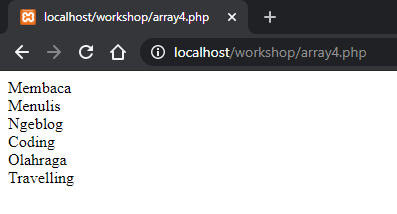 localhost/workshop/array4.php
localhost/workshop/array4.php
Membaca
Menulis
Ngeblog
Coding
Olahraga
Travelling